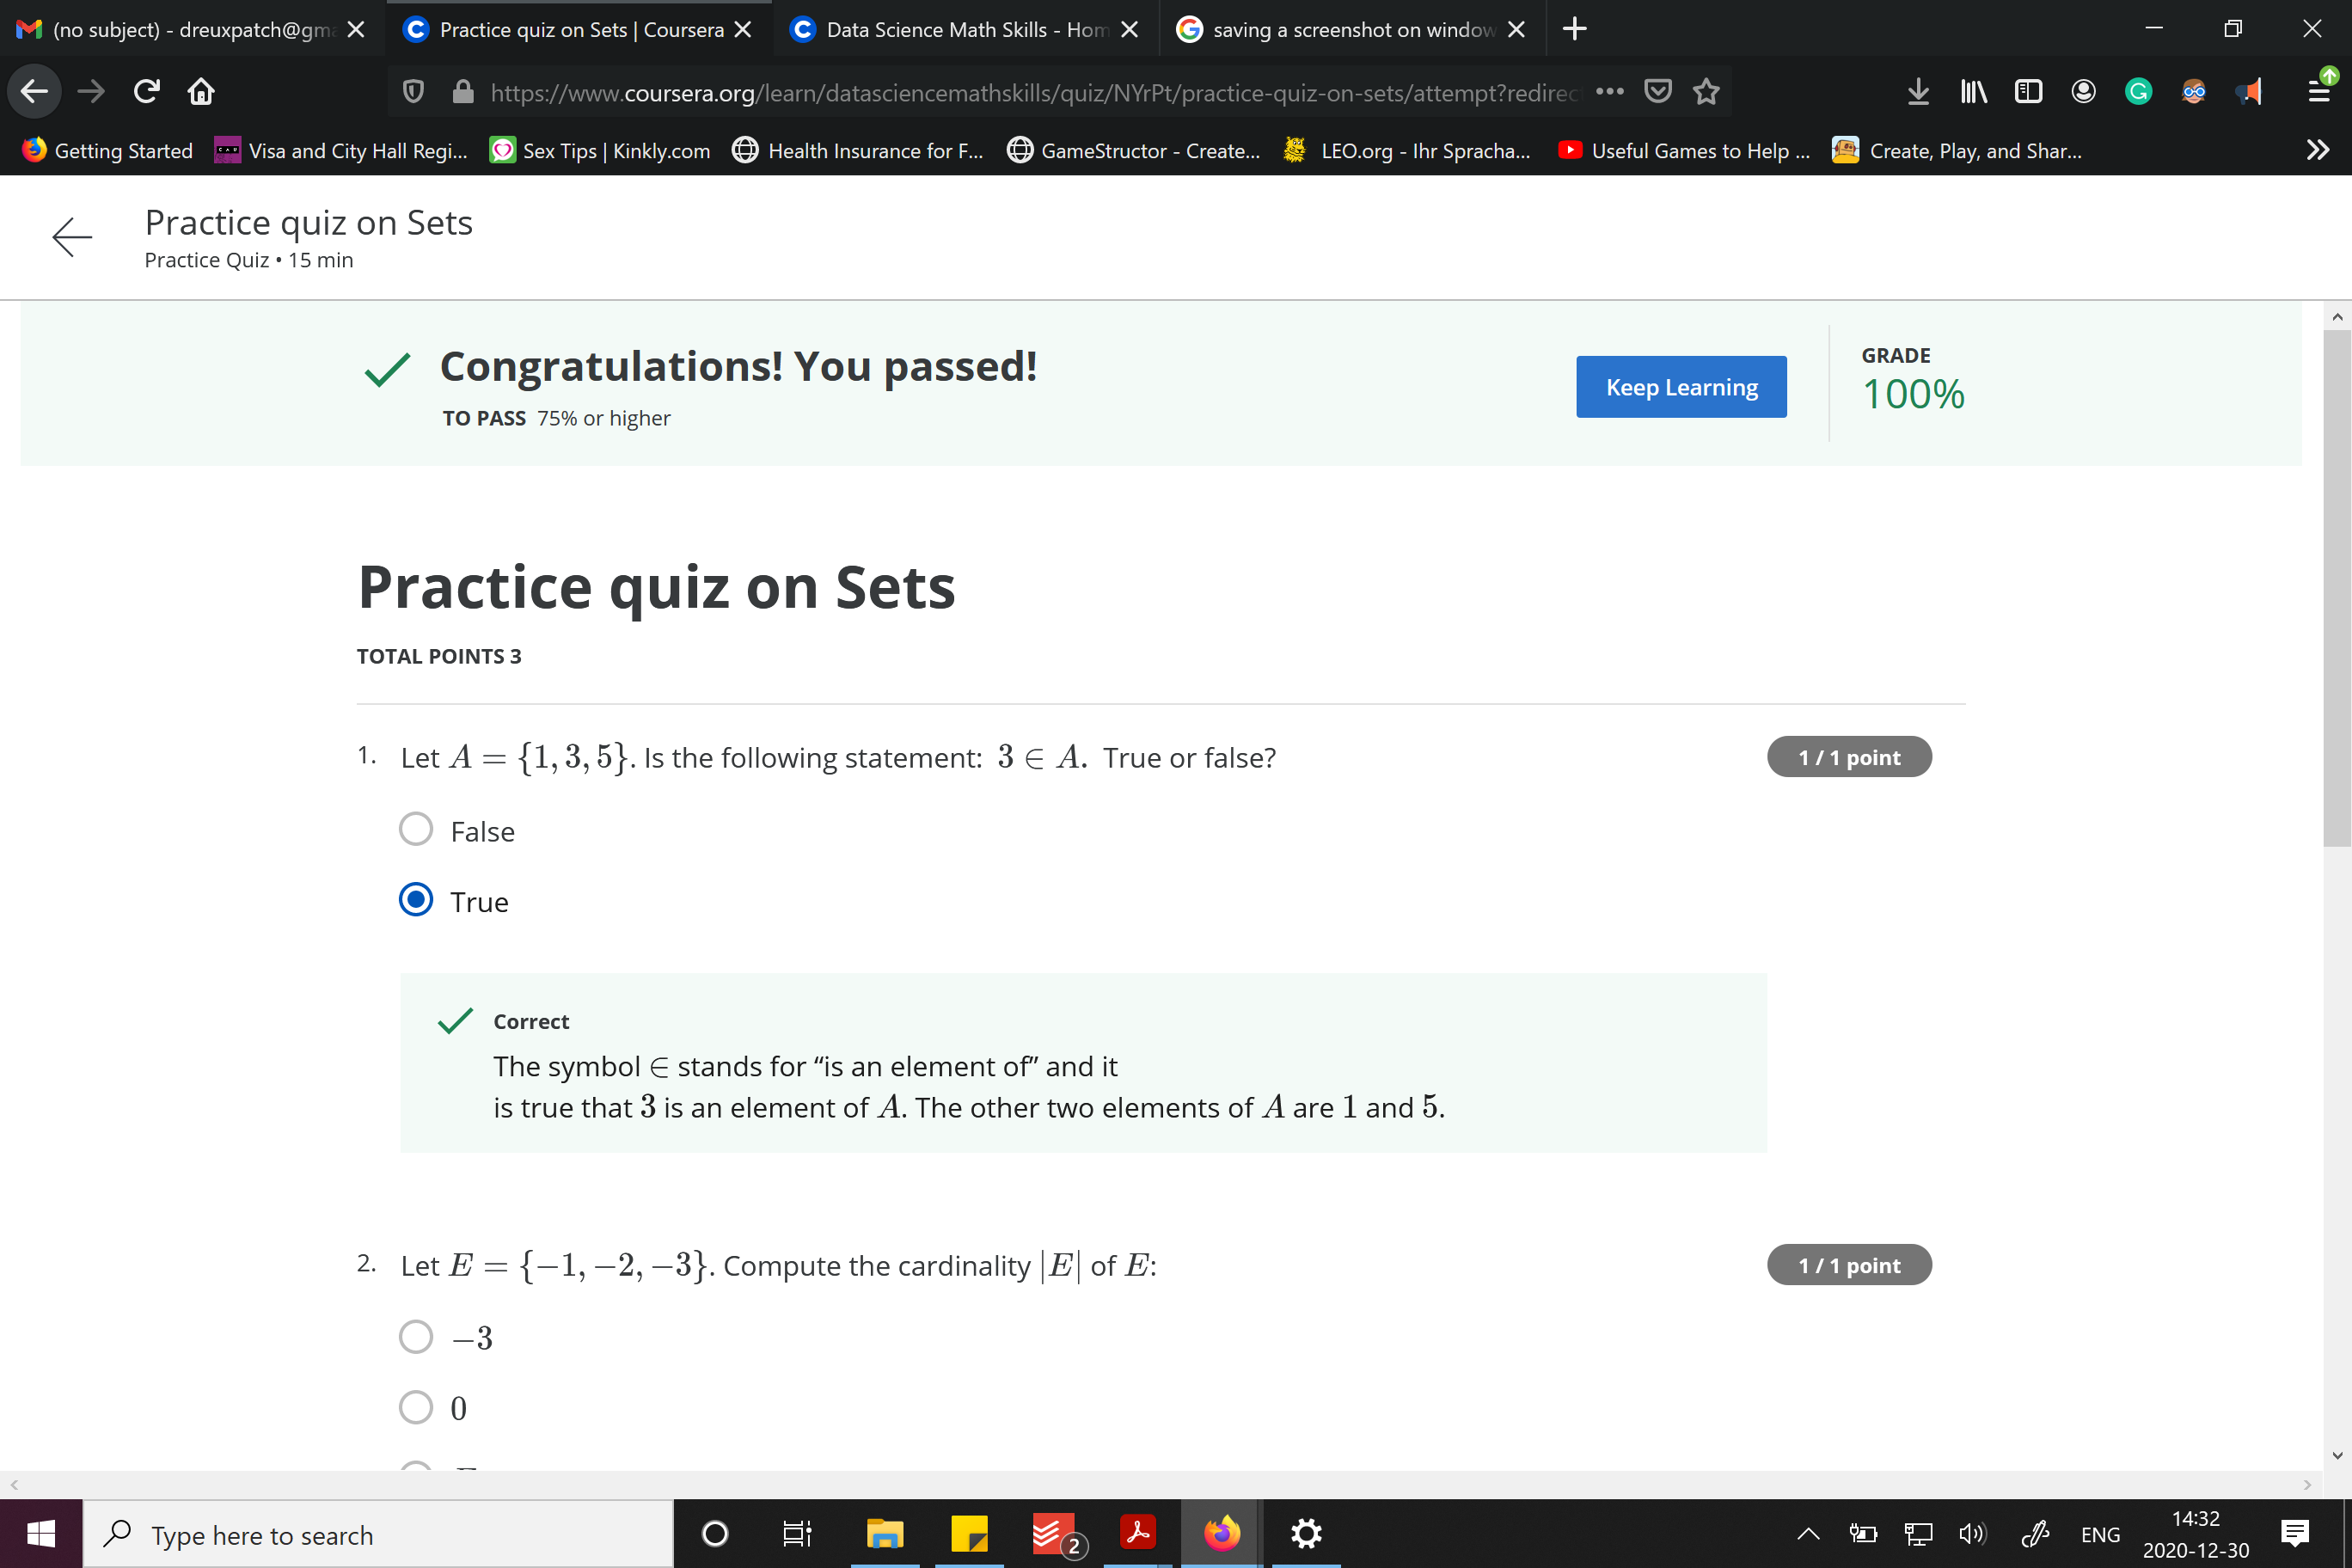 (no subject) - dreuxpatch@gma
Practice quiz on Sets | Coursera
Data Science Math Skills - Hom
saving a screenshot on window
https://www.coursera.org/learn/datasciencemathskills/quiz/NYrPt/practice-quiz-on-sets/attempt?redirec
Getting Started
Visa and City Hall Regi...
Sex Tips | Kinkly.com
Health Insurance for F...
GameStructor - Create...
LEO.org - Ihr Spracha...
Useful Games to Help ...
Create, Play, and Shar...
Practice quiz on Sets
Practice Quiz • 15 min
Congratulations! You passed!
TO PASS 75% or higher
Keep Learning
GRADE
100%
Practice quiz on Sets
TOTAL POINTS 3
1. Let A = {1, 3, 5}. Is the following statement: 3 ∈ A. True or false?
1 / 1 point
False
True
Correct
The symbol ∈ stands for “is an element of” and it
is true that 3 is an element of A. The other two elements of A are 1 and 5.
2. Let E = {−1, −2, −3}. Compute the cardinality |E| of E:
1 / 1 point
−3
0
Type here to search
2
ENG
14:32
2020-12-30